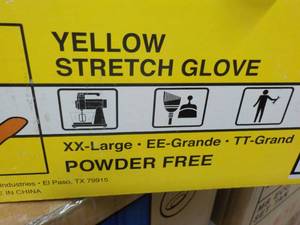 YELLOW
STRETCH GLOVE
XX-Large · EE-Grande · TT-Grand
POWDER FREE
Industries · El Paso, TX 79915
IN CHINA